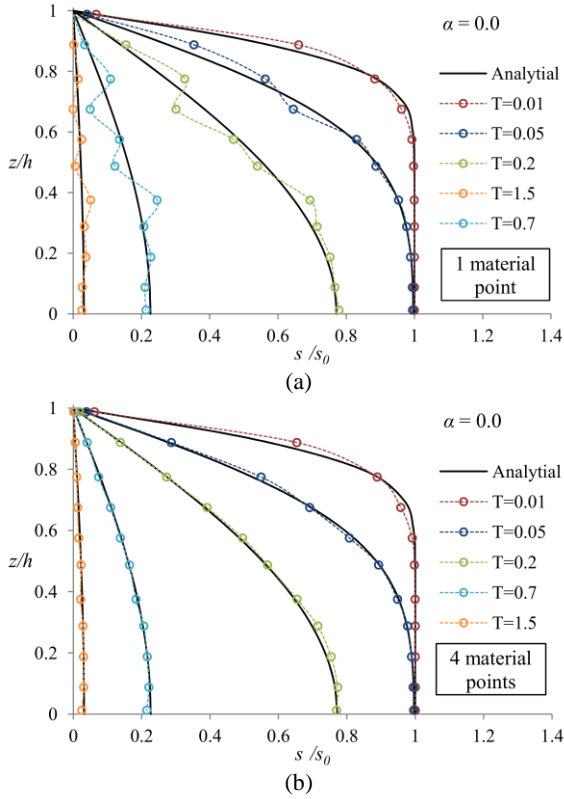 1
0.8
0.6
0.4
0.2
0
z/h
0 0.2 0.4 0.6 0.8 1 1.2 1.4
s /s0
α = 0.0
Analytial
T=0.01
T=0.05
T=0.2
T=1.5
T=0.7
1 material
point
(a)
1
0.8
0.6
0.4
0.2
0
z/h
0 0.2 0.4 0.6 0.8 1 1.2 1.4
s /s0
α = 0.0
Analytial
T=0.01
T=0.05
T=0.2
T=0.7
T=1.5
4 material
points
(b)